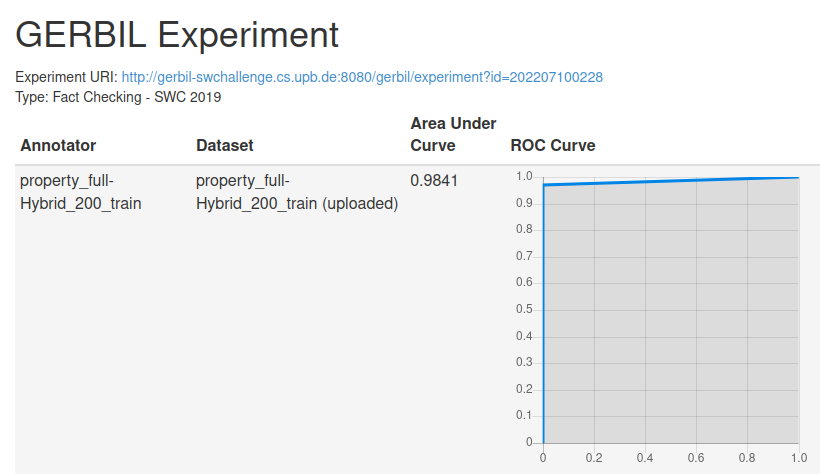 GERBIL Experiment
Experiment URI: http://gerbil-swchallenge.cs.upb.de:8080/gerbil/experiment?id=202207100228
Type: Fact Checking - SWC 2019
Annotator Dataset Area Under Curve ROC Curve
property_full-
Hybrid_200_train
property_full-
Hybrid_200_train (uploaded)
0.9841
1.0
0.9
0.8
0.7
0.6
0.5
0.4
0.3
0.2
0.1
0
0 0.2 0.4 0.6 0.8 1.0